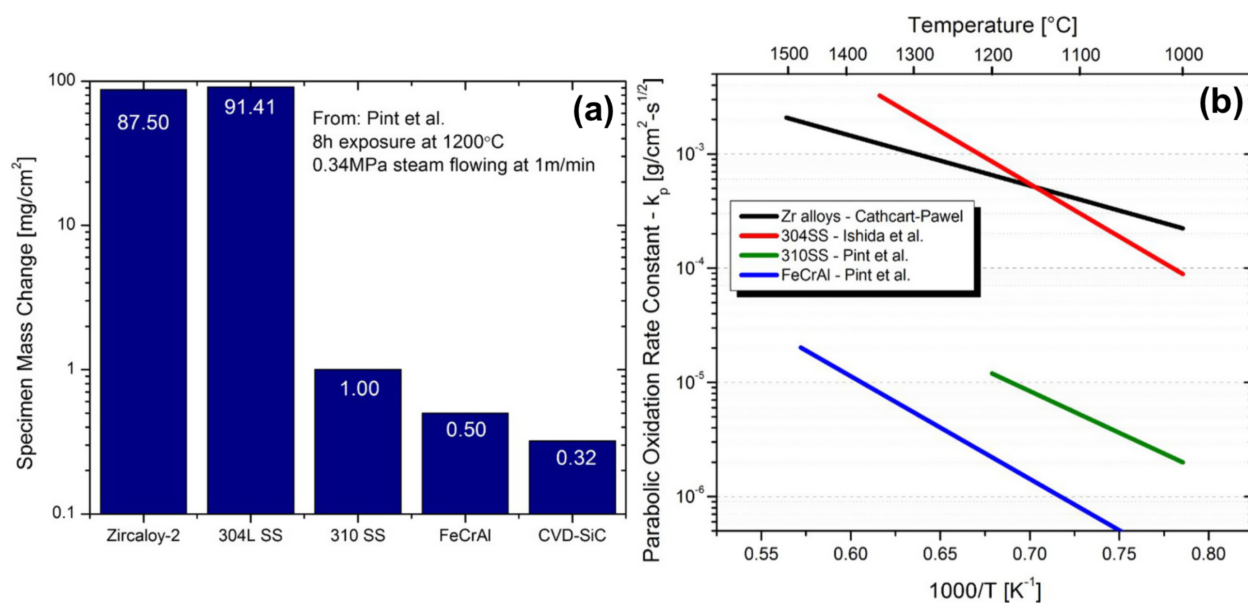 Specimen Mass Change [mg/cm²]
100
10
1
0.1
(a)
From: Pint et al.
8h exposure at 1200°C
0.34MPa steam flowing at 1m/min
87.50
91.41
1.00
0.50
0.32
Zircaloy-2
304L SS
310 SS
FeCrAl
CVD-SiC
Temperature [°C]
1500
1400
1300
1200
1100
1000
(b)
Parabolic Oxidation Rate Constant - kₚ [g/cm²-s¹ᐟ²]
10⁻³
10⁻⁴
10⁻⁵
10⁻⁶
Zr alloys - Cathcart-Pawel
304SS - Ishida et al.
310SS - Pint et al.
FeCrAl - Pint et al.
0.55
0.60
0.65
0.70
0.75
0.80
1000/T [K⁻¹]